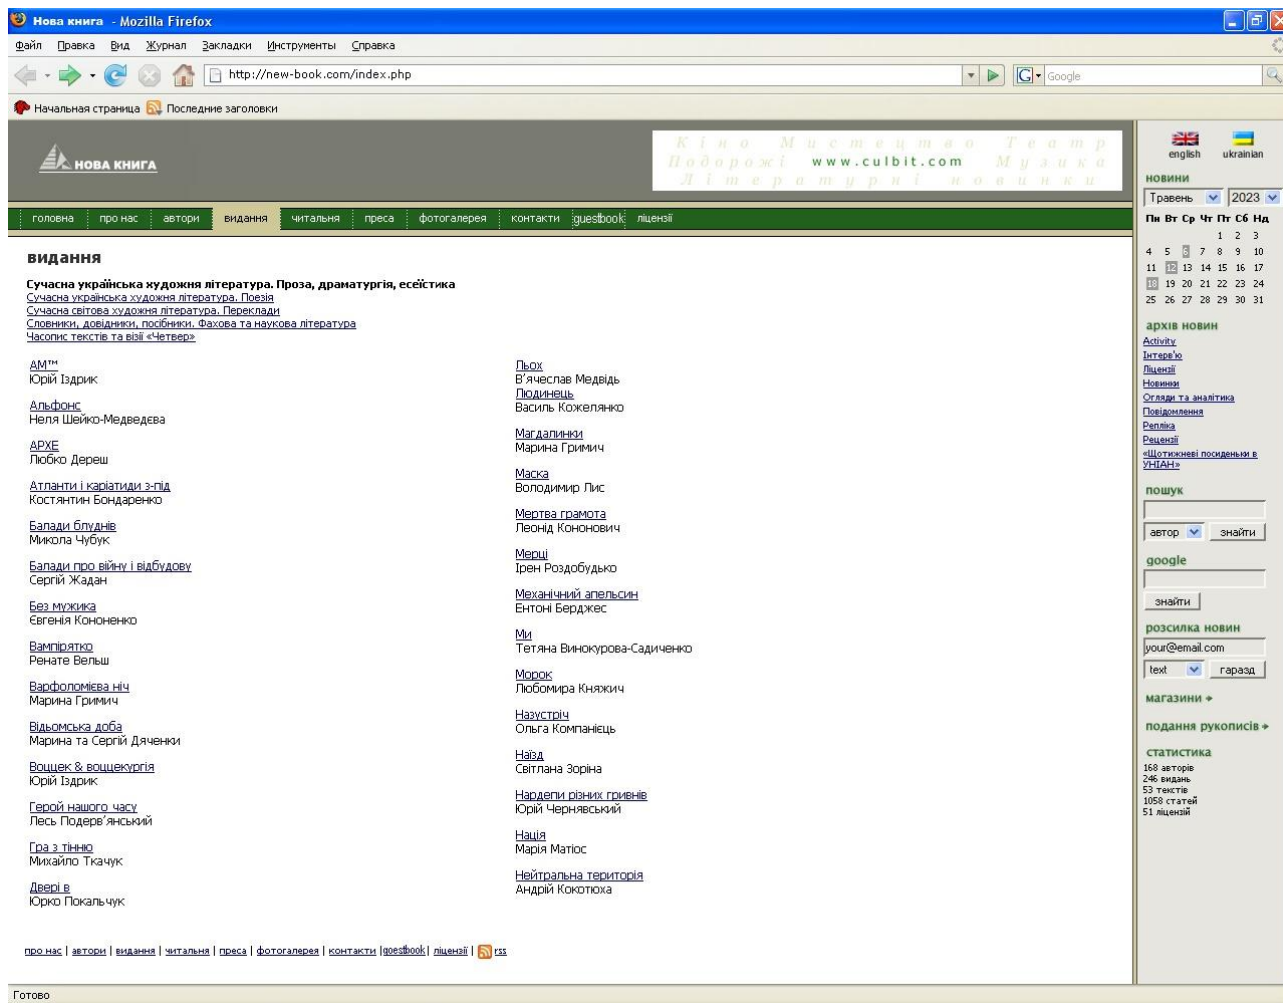 Нова книга - Mozilla Firefox
Файл Правка Вид Журнал Закладки Инструменты Справка
http://new-book.com/index.php
Google
Начальная страница Последние заголовки
НОВА КНИГА
Кіно Мистецтво Театр
Подорожі www.culbit.com Музика
Літературні новинки
english ukrainian
головна про нас автори видання читальня преса фотогалерея контакти guestbook ліцензії
видання
Сучасна українська художня література. Проза, драматургія, есеїстика
Сучасна українська художня література. Поезія
Сучасна світова художня література. Переклади
Словники, довідники, посібники. Фахова та наукова література
Часопис текстів та візії «Четвер»
АМ™
Юрій Іздрик
Альфонс
Неля Шейко-Медведєва
АРХЕ
Любко Дереш
Атланти і каріатиди з-під
Костянтин Бондаренко
Балади блуднів
Микола Чубук
Балади про війну і відбудову
Сергій Жадан
Без мужика
Євгенія Кононенко
Вампірятко
Ренате Вельш
Варфоломієва ніч
Марина Гримич
Відьомська доба
Марина та Сергій Дяченки
Воццек & воццекургія
Юрій Іздрик
Герой нашого часу
Лесь Подерв'янський
Гра з тінню
Михайло Ткачук
Двері в
Юрко Покальчук
Льох
В'ячеслав Медвідь
Людинець
Василь Кожелянко
Магдалинки
Марина Гримич
Маска
Володимир Лис
Мертва грамота
Леонід Кононович
Мерці
Ірен Роздобудько
Механічний апельсин
Ентоні Берджес
Ми
Тетяна Винокурова-Садиченко
Морок
Любомира Княжич
Назустріч
Ольга Компанієць
Наїзд
Світлана Зоріна
Нардепи різних гривнів
Юрій Чернявський
Нація
Марія Матіос
Нейтральна територія
Андрій Кокотюха
новини
Травень 2023
Пн Вт Ср Чт Пт Сб Нд
1 2 3
4 5 6 7 8 9 10
11 12 13 14 15 16 17
18 19 20 21 22 23 24
25 26 27 28 29 30 31
архів новин
Activity
Інтерв'ю
Ліцензії
Новинки
Огляди та аналітика
Повідомлення
Репліка
Рецензії
«Щотижневі посиденьки в
УНІАН»
пошук
автор знайти
google
знайти
розсилка новин
your@email.com
text гаразд
магазини
подання рукописів
статистика
168 авторів
246 видань
53 текстів
1058 статей
51 ліцензій
про нас | автори | видання | читальня | преса | фотогалерея | контакти |goestbook| ліцензії | rss
Готово